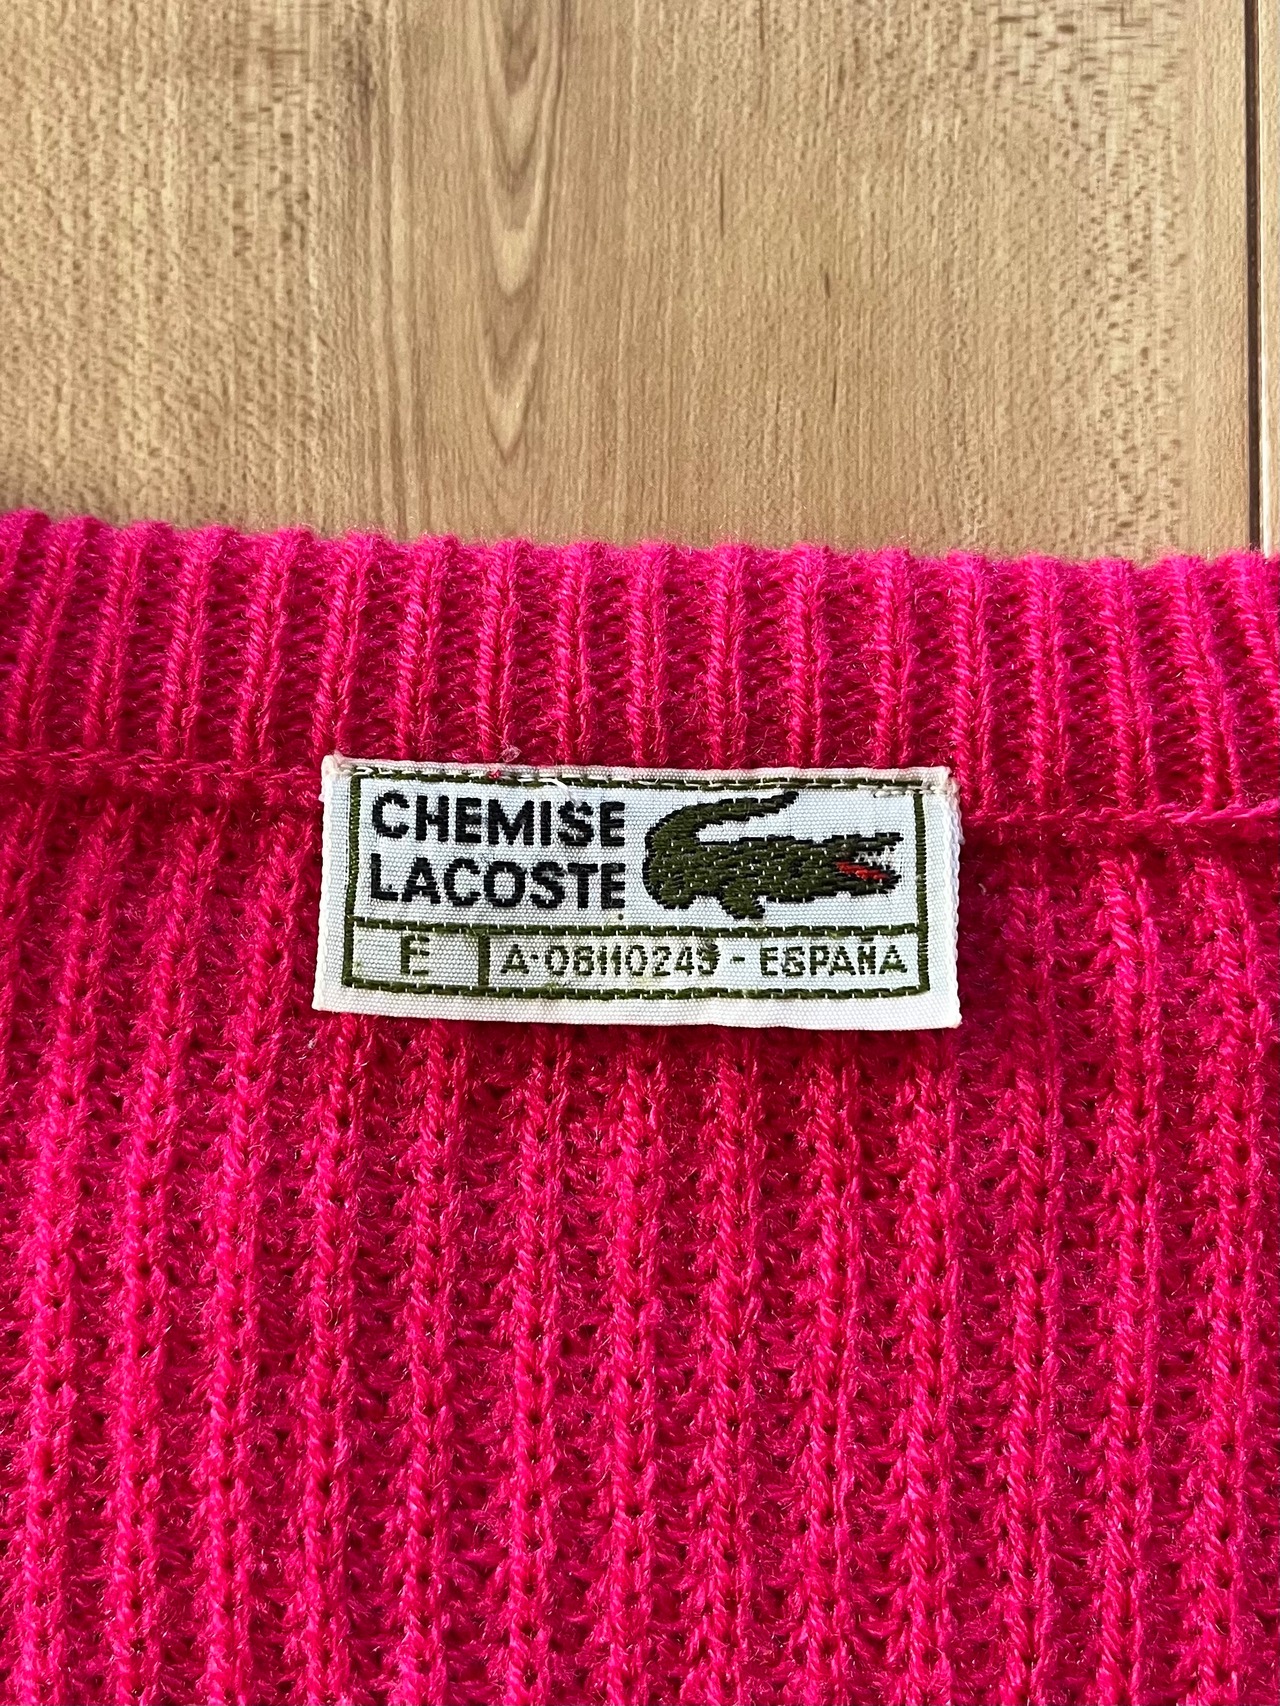 CHEMISE
LACOSTE
E A-08110249 - ESPAÑA